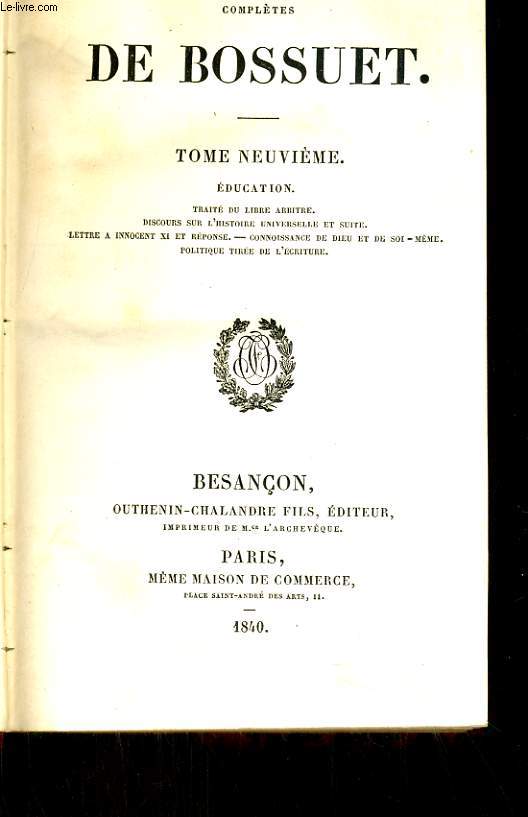 Le-livre.com
COMPLÈTES
DE BOSSUET.
TOME NEUVIÈME.
ÉDUCATION.
TRAITÉ DU LIBRE ARBITRE.
DISCOURS SUR L'HISTOIRE UNIVERSELLE ET SUITE.
LETTRE A INNOCENT XI ET RÉPONSE. — CONNOISSANCE DE DIEU ET DE SOI-MÊME.
POLITIQUE TIRÉE DE L'ÉCRITURE.
BESANÇON,
OUTHENIN-CHALANDRE FILS, ÉDITEUR,
IMPRIMEUR DE M.GR L'ARCHEVÊQUE.
PARIS,
MÊME MAISON DE COMMERCE,
PLACE SAINT-ANDRÉ DES ARTS, 11.
1840.